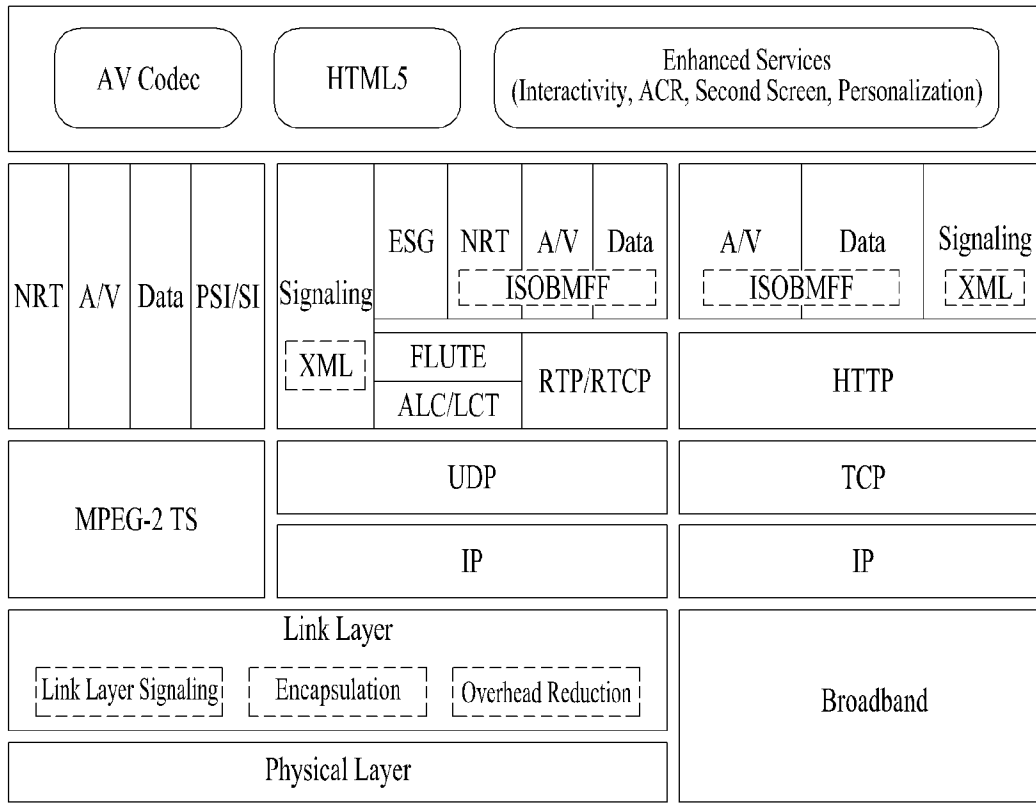 AV Codec
HTML5
Enhanced Services
(Interactivity, ACR, Second Screen, Personalization)
NRT
A/V
Data
PSI/SI
Signaling
XML
ESG
NRT
A/V
Data
ISOBMFF
FLUTE
ALC/LCT
RTP/RTCP
A/V
Data
ISOBMFF
Signaling
XML
HTTP
MPEG-2 TS
UDP
IP
TCP
IP
Link Layer
Link Layer Signaling
Encapsulation
Overhead Reduction
Physical Layer
Broadband